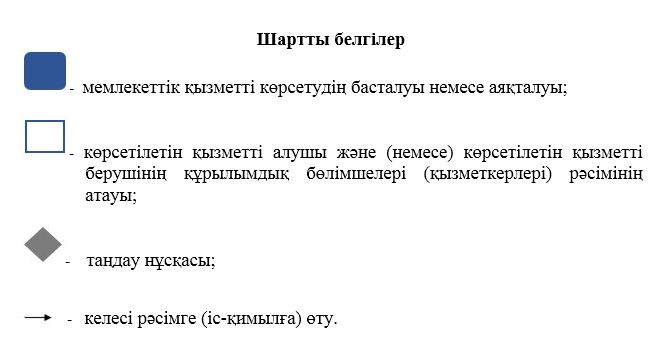 Шартты белгілер
- мемлекеттік қызметті көрсетудің басталуы немесе аяқталуы;
- көрсетілетін қызметті алушы және (немесе) көрсетілетін қызметті
берушінің құрылымдық бөлімшелері (қызметкерлері) рәсімінің
атауы;
- таңдау нұсқасы;
- келесі рәсімге (іс-қимылға) өту.